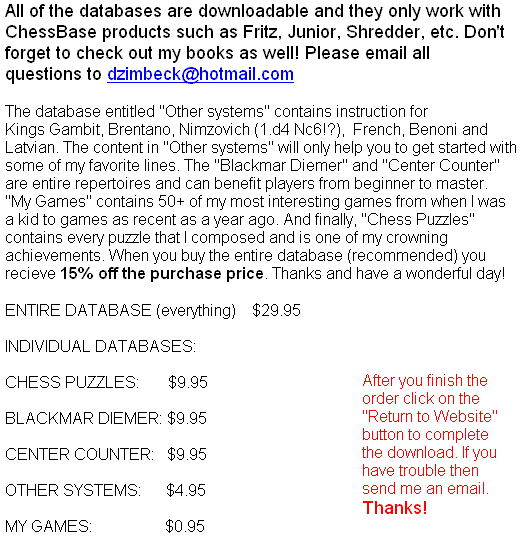 All of the databases are downloadable and they only work with
ChessBase products such as Fritz, Junior, Shredder, etc. Don't
forget to check out my books as well! Please email all
questions to dzimbeck@hotmail.com
The database entitled "Other systems" contains instruction for
Kings Gambit, Brentano, Nimzovich (1.d4 Nc6!?),  French, Benoni and
Latvian. The content in "Other systems" will only help you to get started with
some of my favorite lines. The "Blackmar Diemer" and "Center Counter"
are entire repertoires and can benefit players from beginner to master.
"My Games" contains 50+ of my most interesting games from when I was
a kid to games as recent as a year ago. And finally, "Chess Puzzles"
contains every puzzle that I composed and is one of my crowning
achievements. When you buy the entire database (recommended) you
recieve 15% off the purchase price. Thanks and have a wonderful day!
ENTIRE DATABASE (everything)    $29.95
INDIVIDUAL DATABASES:
CHESS PUZZLES:       $9.95
BLACKMAR DIEMER: $9.95
CENTER COUNTER:   $9.95
OTHER SYSTEMS:      $4.95
MY GAMES:                 $0.95
After you finish the
order click on the
"Return to Website"
button to complete
the download. If you
have trouble then
send me an email.
Thanks!